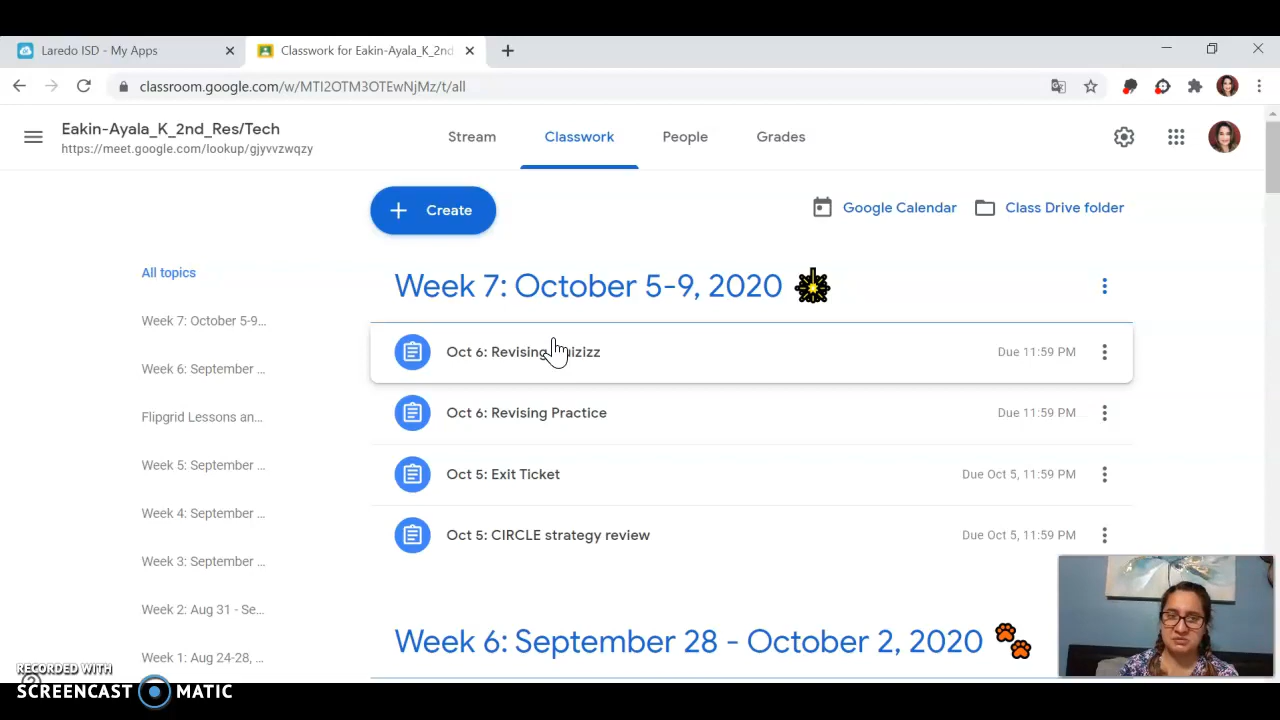 Laredo ISD - My Apps
Classwork for Eakin-Ayala_K_2nd
classroom.google.com/w/MTI2OTM3OTEwNjMz/t/all
Eakin-Ayala_K_2nd_Res/Tech
https://meet.google.com/lookup/gjyvvzwqzy
Stream
Classwork
People
Grades
Create
Google Calendar
Class Drive folder
All topics
Week 7: October 5-9...
Week 6: September ...
Flipgrid Lessons an...
Week 5: September ...
Week 4: September ...
Week 3: September ...
Week 2: Aug 31 - Se...
Week 1: Aug 24-28, ...
Week 7: October 5-9, 2020
Oct 6: Revising Quizizz
Due 11:59 PM
Oct 6: Revising Practice
Due 11:59 PM
Oct 5: Exit Ticket
Due Oct 5, 11:59 PM
Oct 5: CIRCLE strategy review
Due Oct 5, 11:59 PM
Week 6: September 28 - October 2, 2020
RECORDED WITH
SCREENCAST MATIC